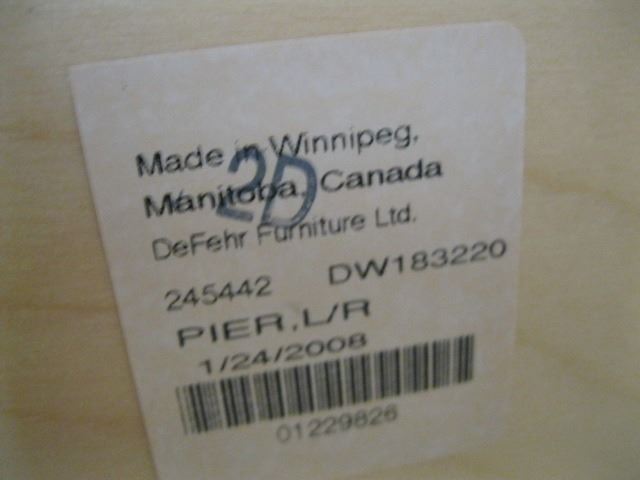 Made in Winnipeg,
Manitoba, Canada
2D
DeFehr Furniture Ltd.
245442 DW183220
PIER, L/R
1/24/2008
01229826